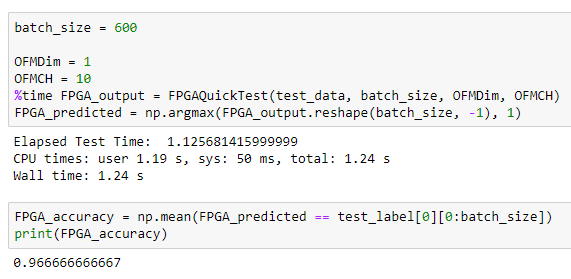 batch_size = 600
OFMDim = 1
OFMCH = 10
%time FPGA_output = FPGAQuickTest(test_data, batch_size, OFMDim, OFMCH)
FPGA_predicted = np.argmax(FPGA_output.reshape(batch_size, -1), 1)
Elapsed Test Time:  1.125681415999999
CPU times: user 1.19 s, sys: 50 ms, total: 1.24 s
Wall time: 1.24 s
FPGA_accuracy = np.mean(FPGA_predicted == test_label[0][0:batch_size])
print(FPGA_accuracy)
0.966666666667